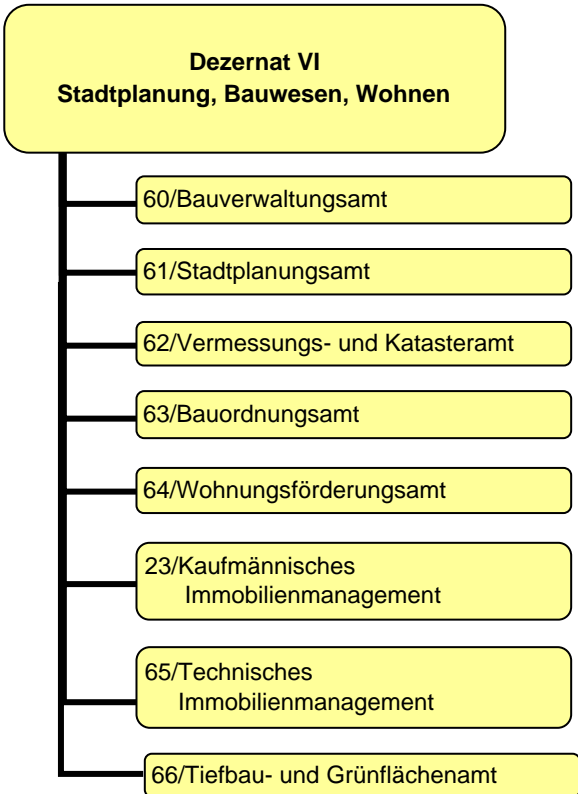 Dezernat VI
Stadtplanung, Bauwesen, Wohnen
60/Bauverwaltungsamt
61/Stadtplanungsamt
62/Vermessungs- und Katasteramt
63/Bauordnungsamt
64/Wohnungsförderungsamt
23/Kaufmännisches
Immobilienmanagement
65/Technisches
Immobilienmanagement
66/Tiefbau- und Grünflächenamt